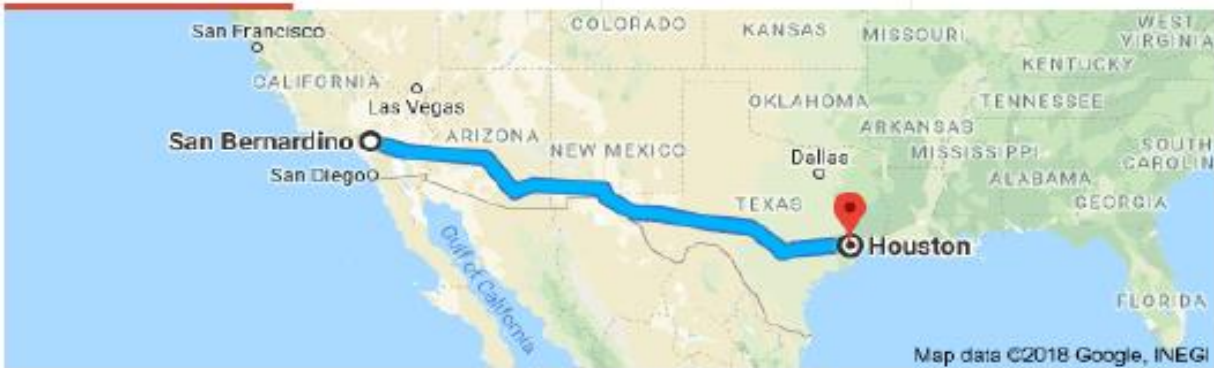 San Francisco
COLORADO
KANSAS
MISSOURI
WEST
VIRGINIA
KENTUCKY
CALIFORNIA
Las Vegas
OKLAHOMA
TENNESSEE
San Bernardino
ARIZONA
NEW MEXICO
ARKANSAS
MISSISSIPPI
SOUTH
CAROLIN
San Diego
Dallas
ALABAMA
GEORGIA
TEXAS
Gulf of California
Houston
FLORIDA
Map data ©2018 Google, INEGI